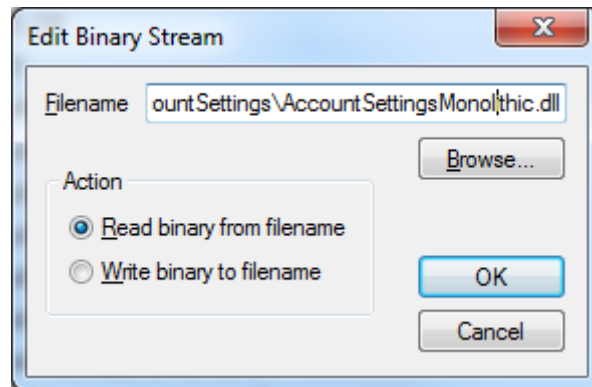 Edit Binary Stream
Filename ountSettings\AccountSettingsMonolithic.dll
Browse...
Action
Read binary from filename
Write binary to filename
OK
Cancel